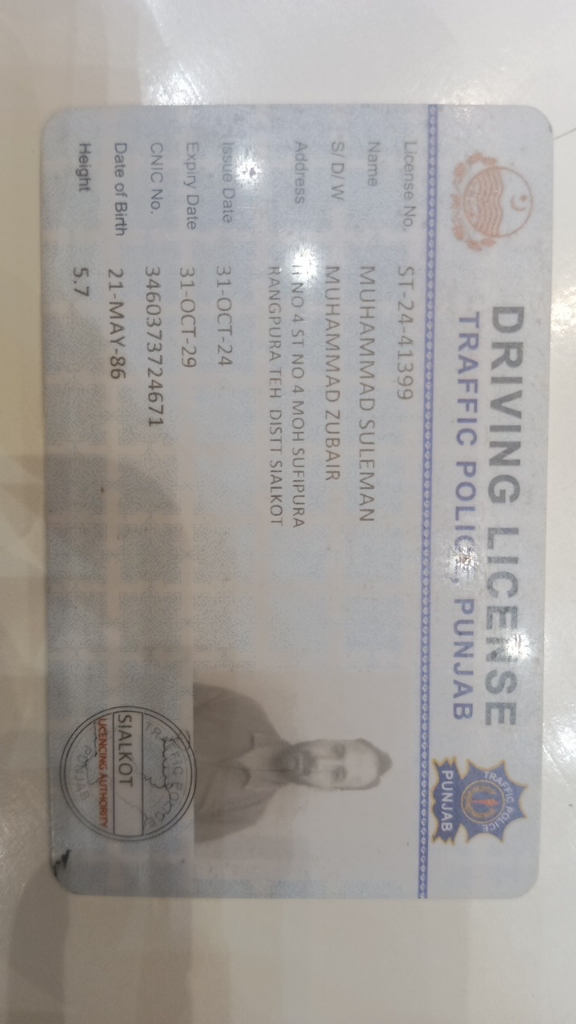 DRIVING LICENSE
TRAFFIC POLICE, PUNJAB
TRAFFIC POLICE
PUNJAB
License No. ST-24-41399
Name MUHAMMAD SULEMAN
S/D/W MUHAMMAD ZUBAIR
Address H NO 4 ST NO 4 MOH SUFIPURA
RANGPURA TEH DISTT SIALKOT
Issue Date 31-OCT-24
Expiry Date 31-OCT-29
CNIC No. 3460373724671
Date of Birth 21-MAY-86
Height 5.7
SIALKOT
LICENCING AUTHORITY
PUNJAB